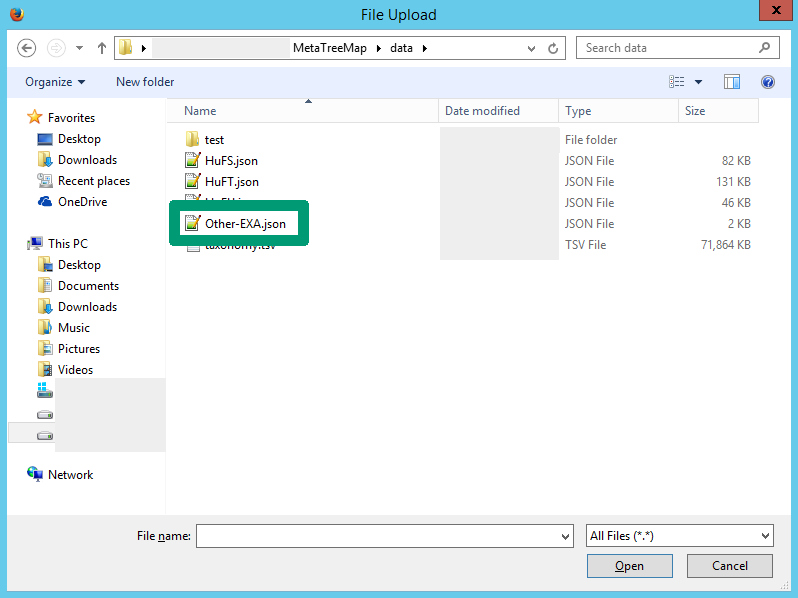 File Upload
x
MetaTreeMap data
Search data
Organize New folder
Name Date modified Type Size
Favorites
Desktop
Downloads
Recent places
OneDrive
This PC
Desktop
Documents
Downloads
Music
Pictures
Videos
Network
test File folder
HuFS.json JSON File 82 KB
HuFT.json JSON File 131 KB
JSON File 46 KB
Other-EXA.json JSON File 2 KB
taxonomy.tsv TSV File 71,864 KB
File name: All Files (*.*)
Open Cancel